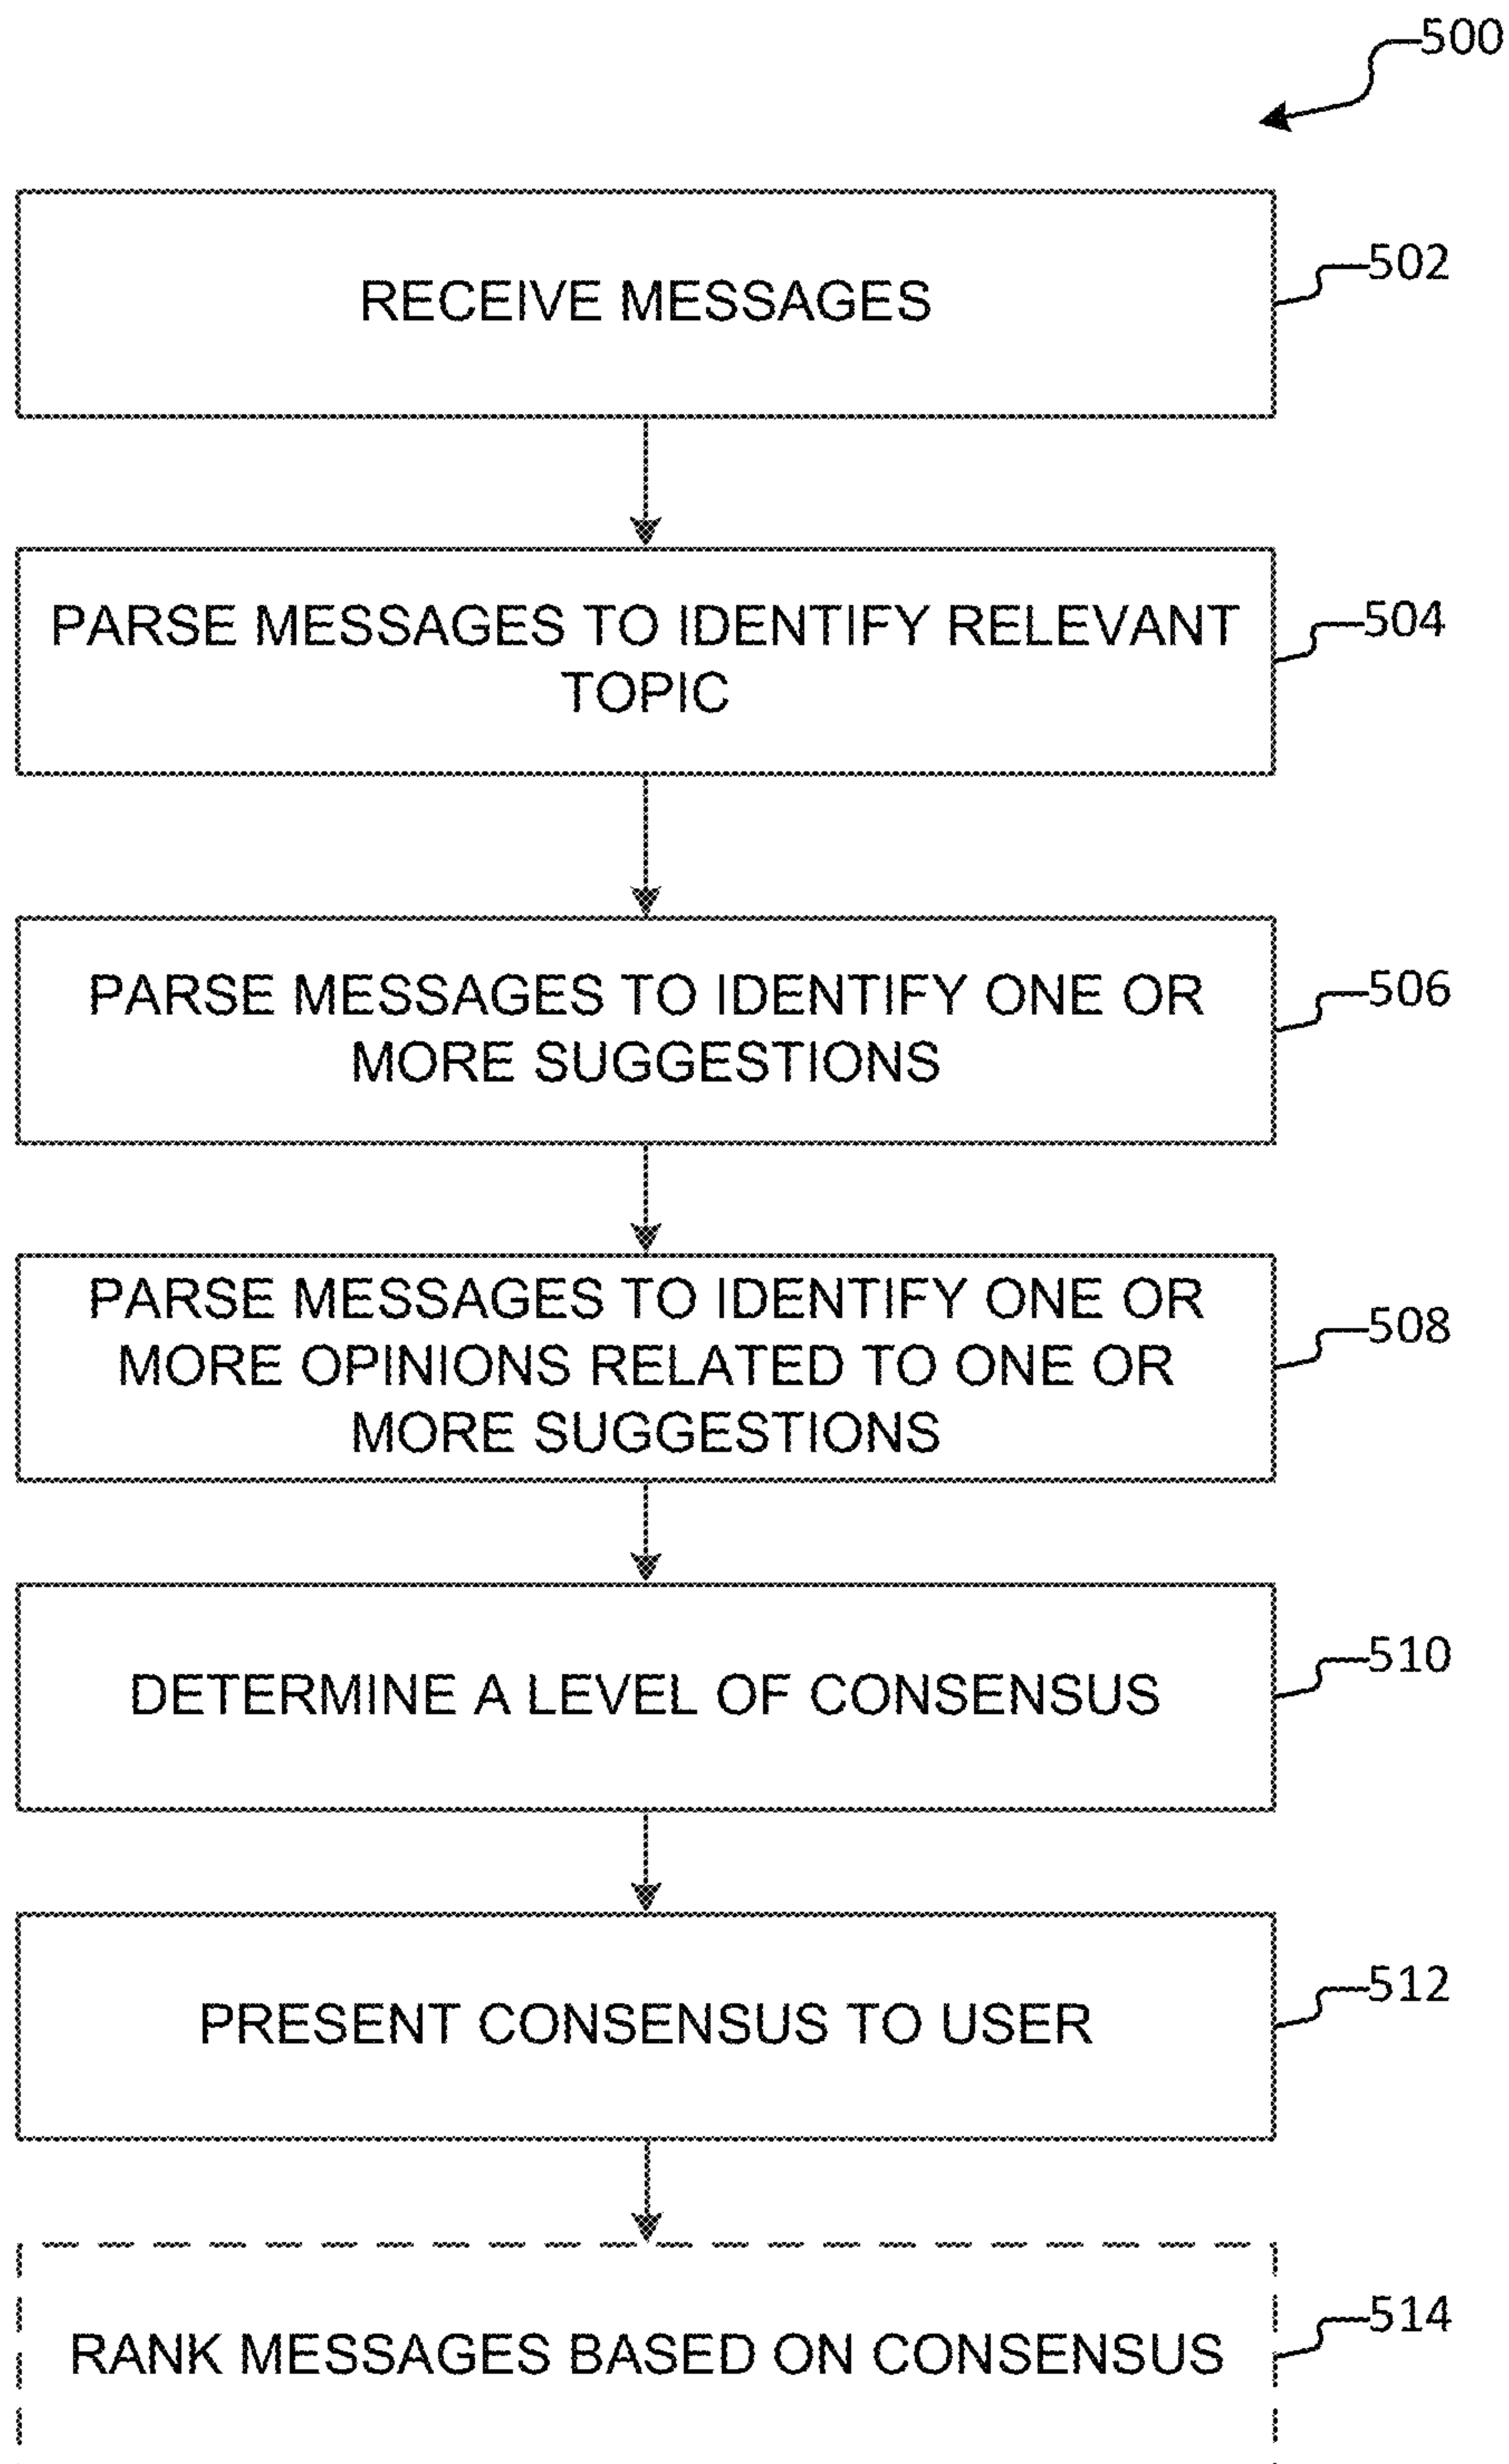 500
RECEIVE MESSAGES
502
PARSE MESSAGES TO IDENTIFY RELEVANT
TOPIC
504
PARSE MESSAGES TO IDENTIFY ONE OR
MORE SUGGESTIONS
506
PARSE MESSAGES TO IDENTIFY ONE OR
MORE OPINIONS RELATED TO ONE OR
MORE SUGGESTIONS
508
DETERMINE A LEVEL OF CONSENSUS
510
PRESENT CONSENSUS TO USER
512
RANK MESSAGES BASED ON CONSENSUS
514